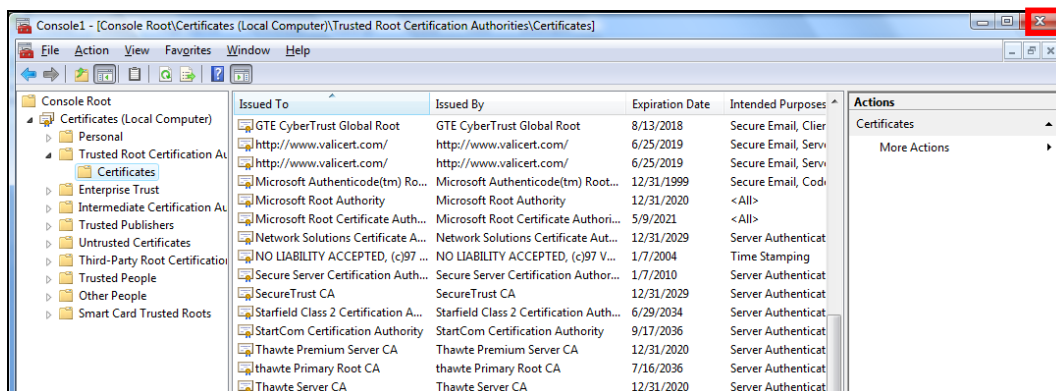 Console1 - [Console Root\Certificates (Local Computer)\Trusted Root Certification Authorities\Certificates]
File Action View Favorites Window Help
Console Root
Certificates (Local Computer)
Personal
Trusted Root Certification Au
Certificates
Enterprise Trust
Intermediate Certification Au
Trusted Publishers
Untrusted Certificates
Third-Party Root Certification
Trusted People
Other People
Smart Card Trusted Roots
Issued To Issued By Expiration Date Intended Purposes
GTE CyberTrust Global Root GTE CyberTrust Global Root 8/13/2018 Secure Email, Clien
http://www.valicert.com/ http://www.valicert.com/ 6/25/2019 Secure Email, Serve
http://www.valicert.com/ http://www.valicert.com/ 6/25/2019 Secure Email, Serve
Microsoft Authenticode(tm) Ro... Microsoft Authenticode(tm) Root... 12/31/1999 Secure Email, Code
Microsoft Root Authority Microsoft Root Authority 12/31/2020 <All>
Microsoft Root Certificate Auth... Microsoft Root Certificate Authori... 5/9/2021 <All>
Network Solutions Certificate A... Network Solutions Certificate Aut... 12/31/2029 Server Authenticat
NO LIABILITY ACCEPTED, (c)97 ... NO LIABILITY ACCEPTED, (c)97 V... 1/7/2004 Time Stamping
Secure Server Certification Auth... Secure Server Certification Author... 1/7/2010 Server Authenticat
SecureTrust CA SecureTrust CA 12/31/2029 Server Authenticat
Starfield Class 2 Certification A... Starfield Class 2 Certification Auth... 6/29/2034 Server Authenticat
StartCom Certification Authority StartCom Certification Authority 9/17/2036 Server Authenticat
Thawte Premium Server CA Thawte Premium Server CA 12/31/2020 Server Authenticat
thawte Primary Root CA thawte Primary Root CA 7/16/2036 Server Authenticat
Thawte Server CA Thawte Server CA 12/31/2020 Server Authenticat
Actions
Certificates
More Actions